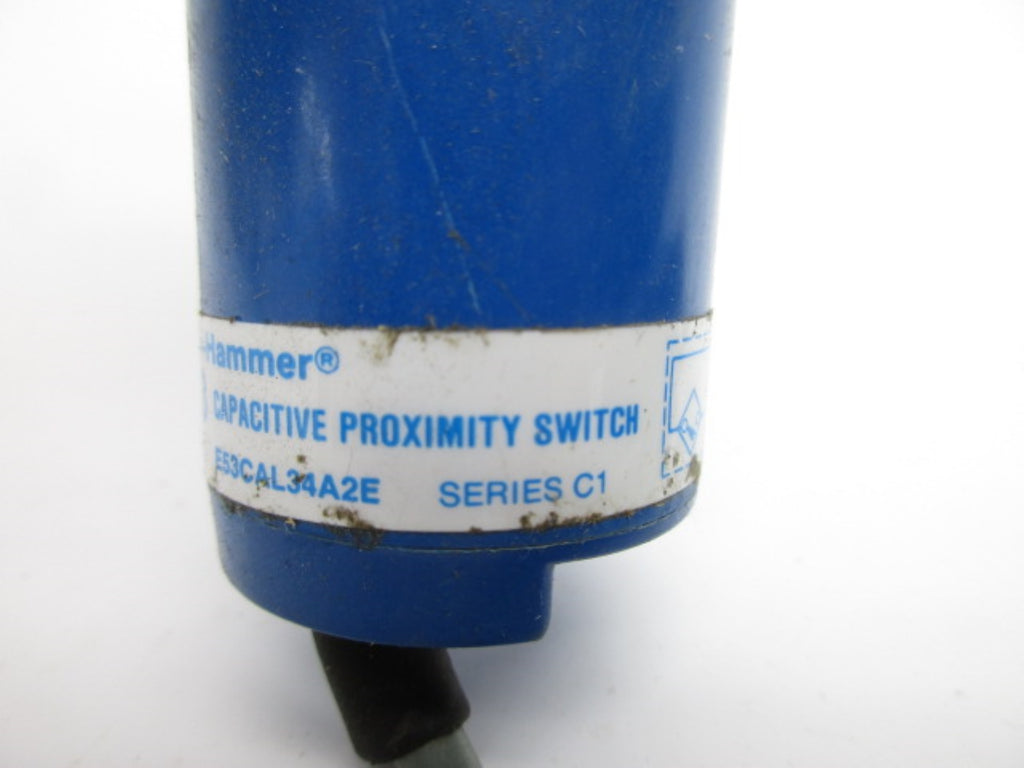 -Hammer®
CAPACITIVE PROXIMITY SWITCH
E53CAL34A2E SERIES C1